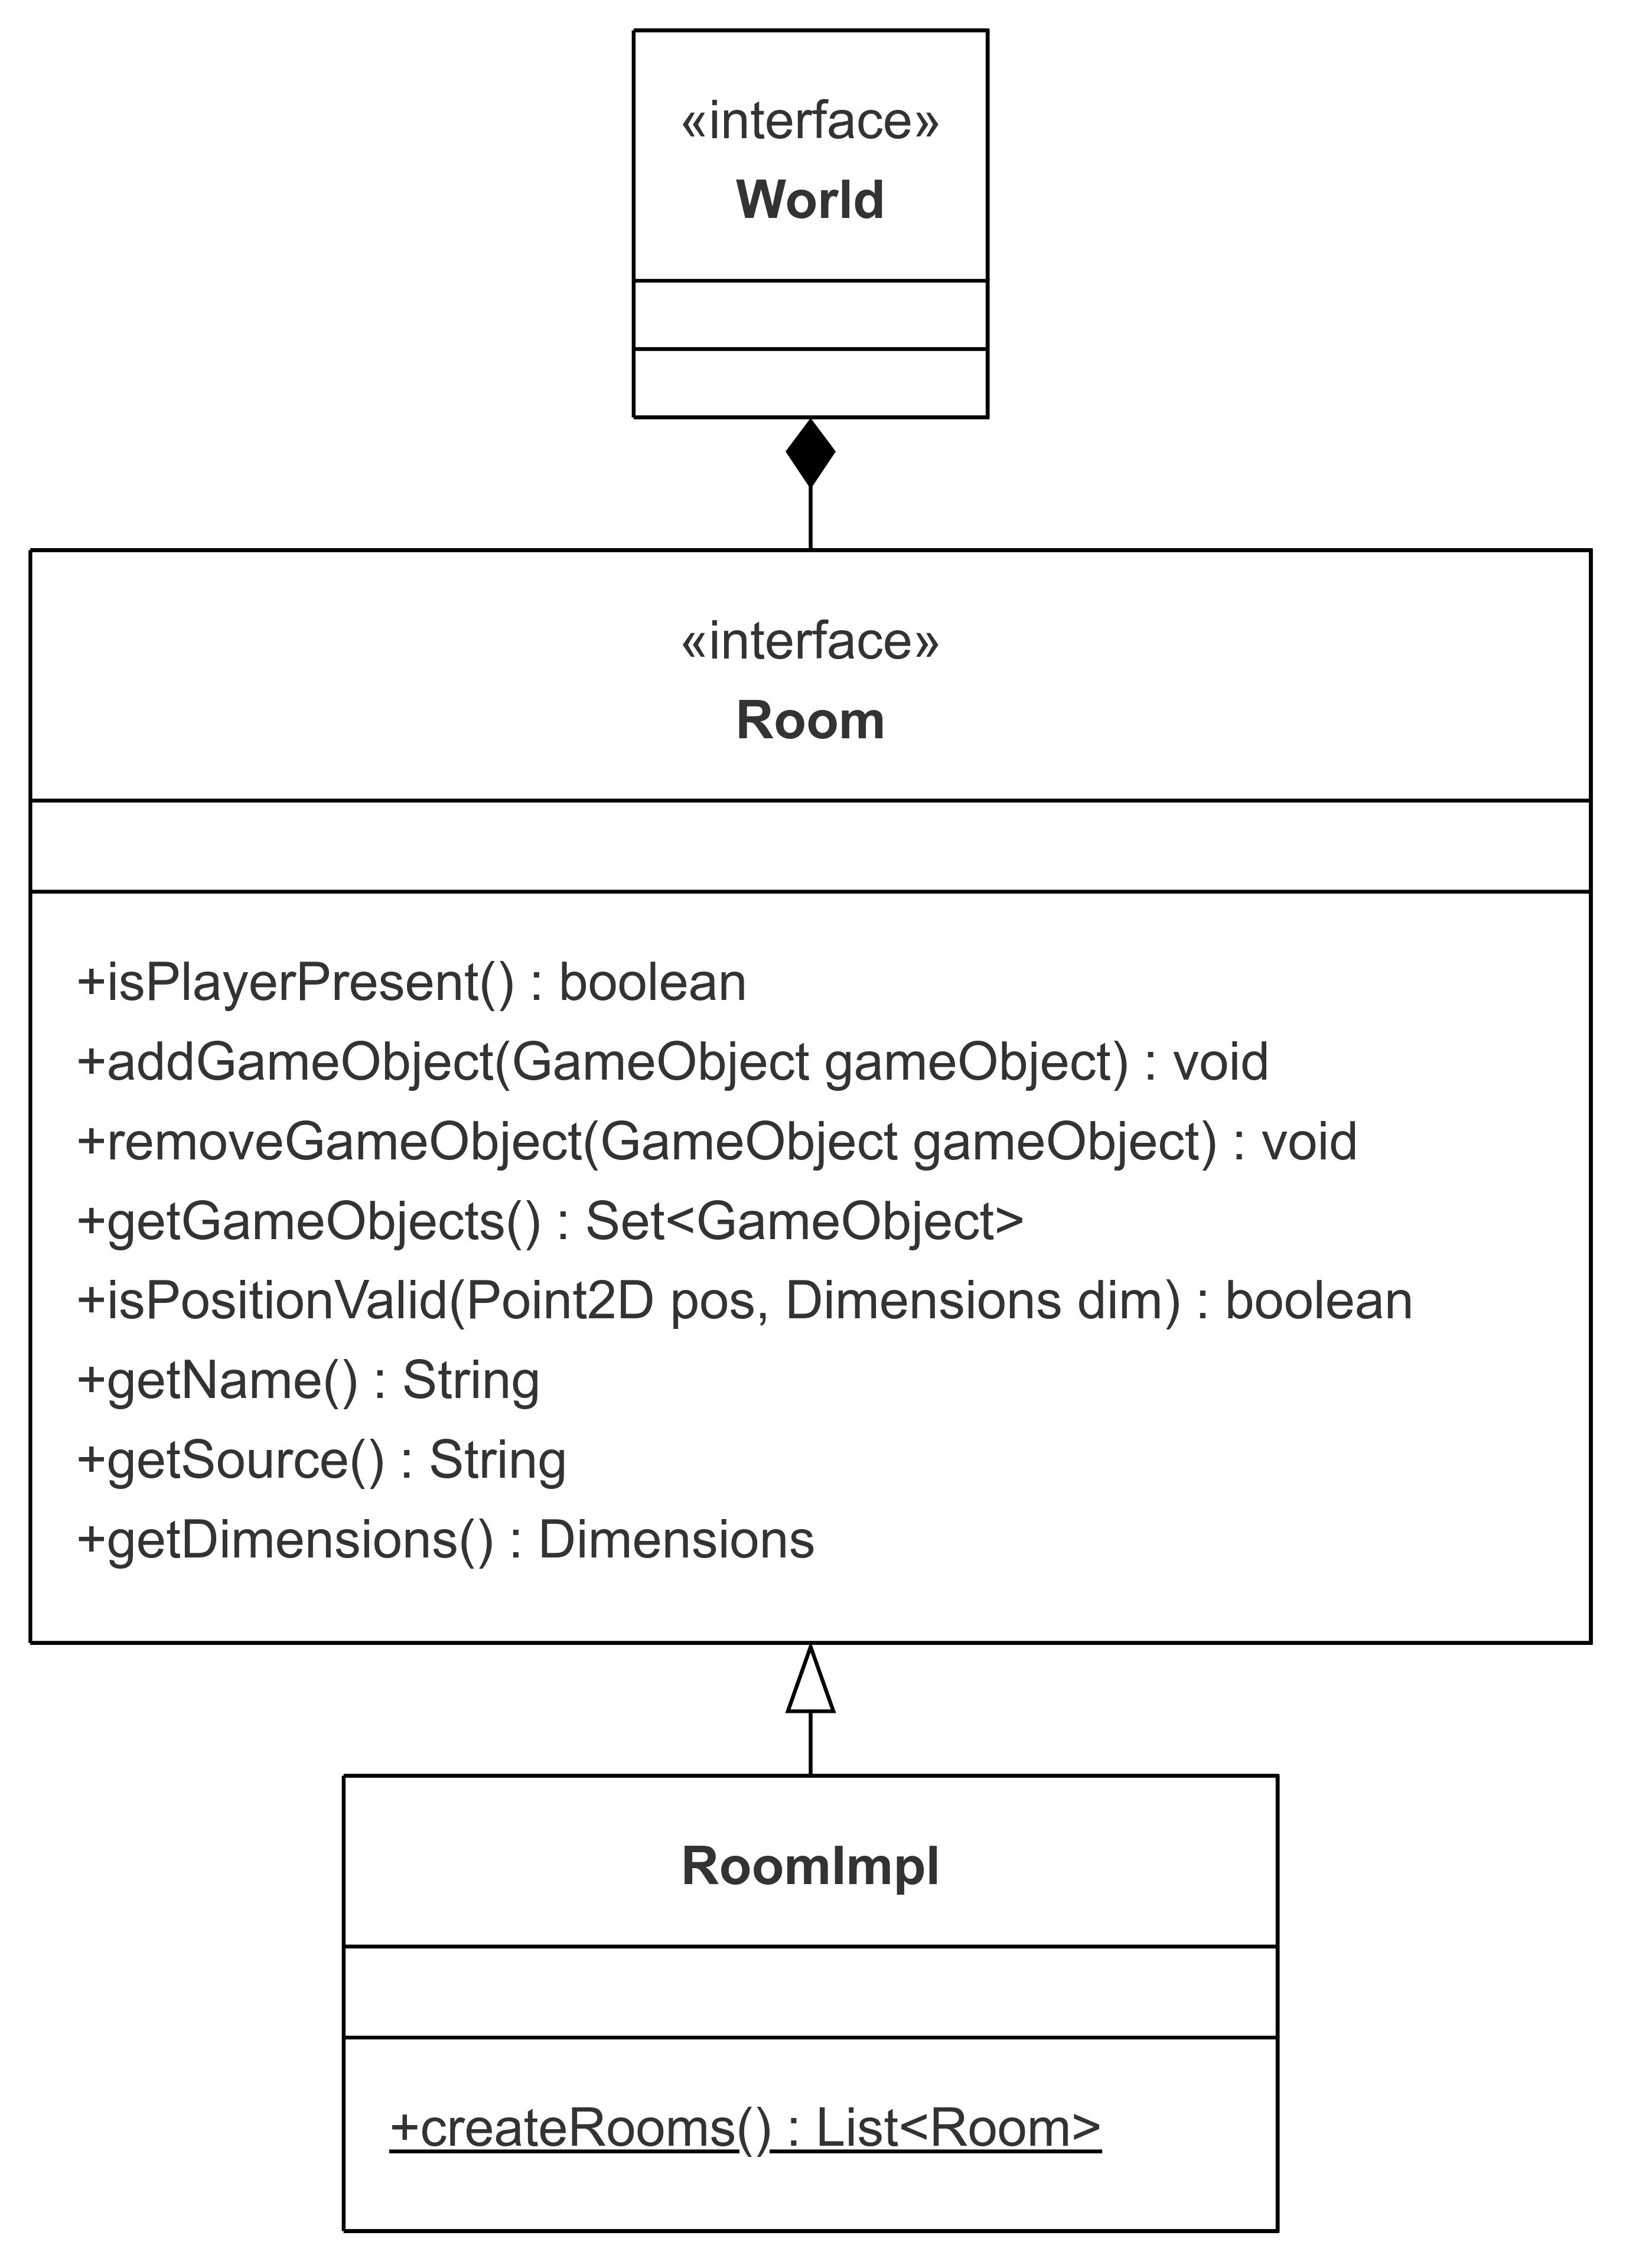 «interface»
World
«interface»
Room
+isPlayerPresent() : boolean
+addGameObject(GameObject gameObject) : void
+removeGameObject(GameObject gameObject) : void
+getGameObjects() : Set<GameObject>
+isPositionValid(Point2D pos, Dimensions dim) : boolean
+getName() : String
+getSource() : String
+getDimensions() : Dimensions
RoomImpl
+createRooms() : List<Room>